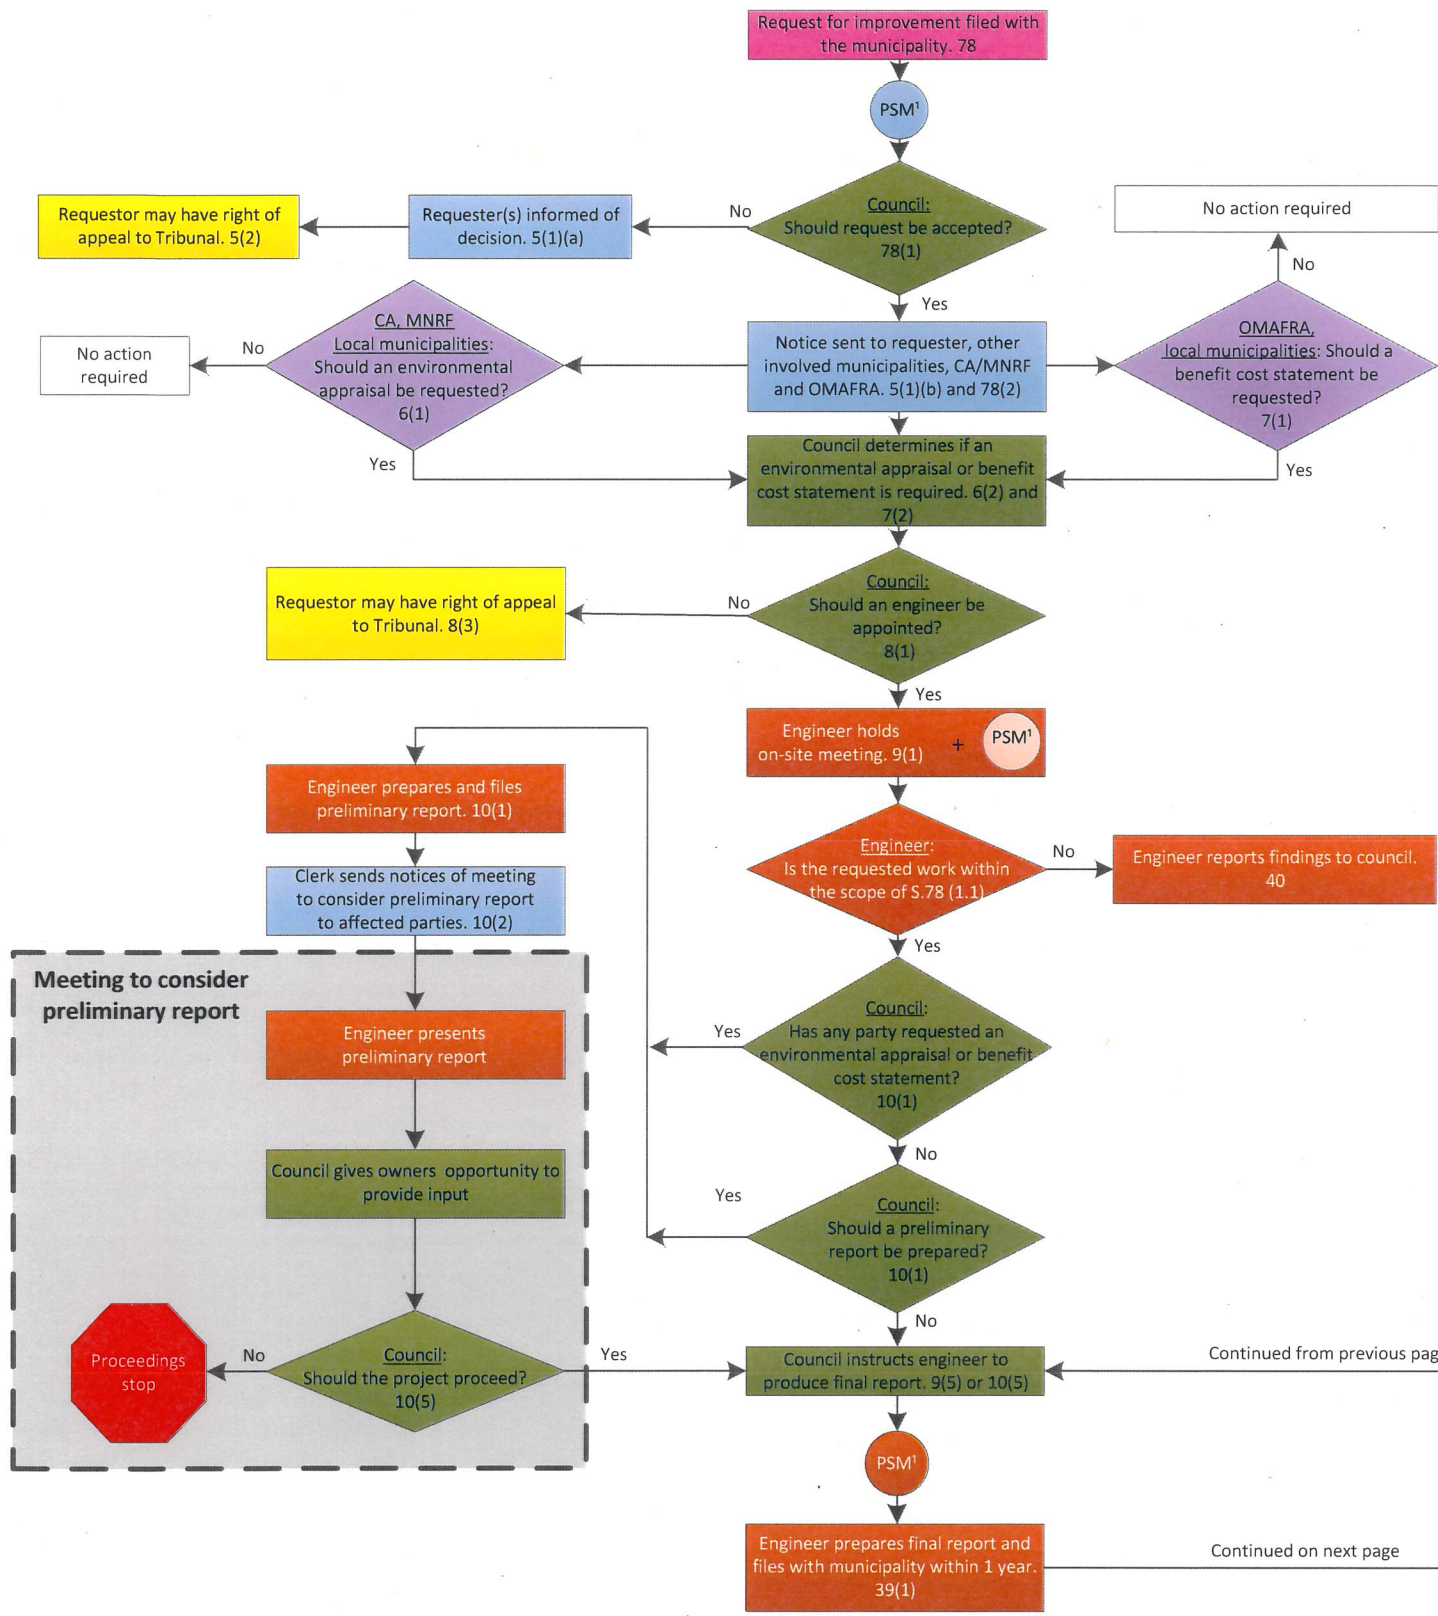 Request for improvement filed with
the municipality. 78
PSM¹
Council:
Should request be accepted?
78(1)
No
Requester(s) informed of
decision. 5(1)(a)
Requestor may have right of
appeal to Tribunal. 5(2)
Yes
No action required
No
CA, MNRF
Local municipalities:
Should an environmental
appraisal be requested?
6(1)
No
No action
required
Notice sent to requester, other
involved municipalities, CA/MNRF
and OMAFRA. 5(1)(b) and 78(2)
OMAFRA,
local municipalities: Should a
benefit cost statement be
requested?
7(1)
Yes
Council determines if an
environmental appraisal or benefit
cost statement is required. 6(2) and
7(2)
Yes
Council:
Should an engineer be
appointed?
8(1)
No
Requestor may have right of appeal
to Tribunal. 8(3)
Yes
Engineer holds
on-site meeting. 9(1)
+
PSM¹
Engineer prepares and files
preliminary report. 10(1)
Engineer:
Is the requested work within
the scope of S.78 (1.1)
No
Engineer reports findings to council.
40
Clerk sends notices of meeting
to consider preliminary report
to affected parties. 10(2)
Yes
Meeting to consider
preliminary report
Engineer presents
preliminary report
Yes
Council:
Has any party requested an
environmental appraisal or benefit
cost statement?
10(1)
No
Council gives owners opportunity to
provide input
Yes
Council:
Should a preliminary
report be prepared?
10(1)
No
Proceedings
stop
No
Council:
Should the project proceed?
10(5)
Yes
Council instructs engineer to
produce final report. 9(5) or 10(5)
Continued from previous pag
PSM¹
Engineer prepares final report and
files with municipality within 1 year.
39(1)
Continued on next page